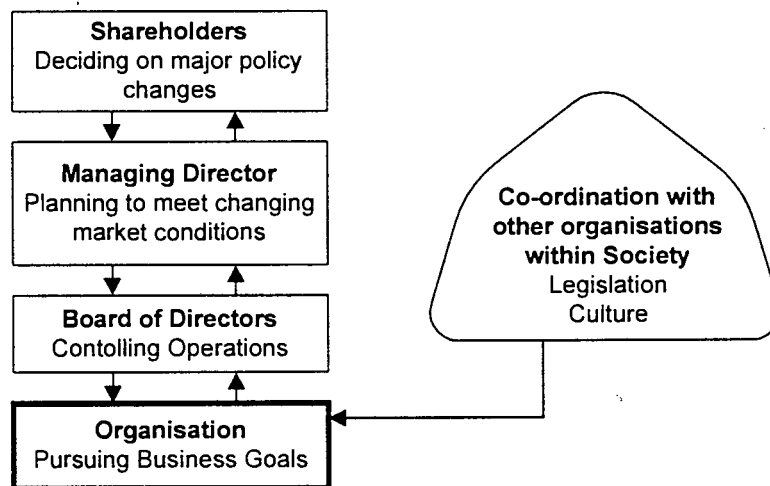 Shareholders
Deciding on major policy
changes
Managing Director
Planning to meet changing
market conditions
Board of Directors
Contolling Operations
Organisation
Pursuing Business Goals
Co-ordination with
other organisations
within Society
Legislation
Culture